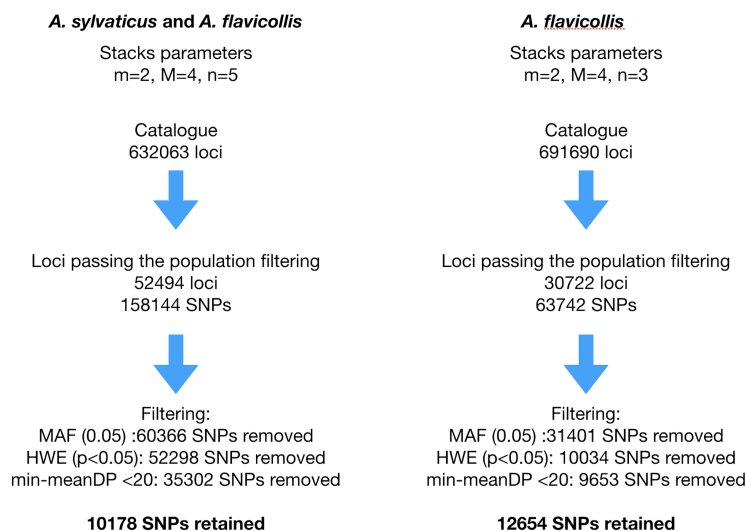 A. sylvaticus and A. flavicollis
Stacks parameters
m=2, M=4, n=5
Catalogue
632063 loci
Loci passing the population filtering
52494 loci
158144 SNPs
Filtering:
MAF (0.05) :60366 SNPs removed
HWE (p<0.05): 52298 SNPs removed
min-meanDP <20: 35302 SNPs removed
10178 SNPs retained
A. flavicollis
Stacks parameters
m=2, M=4, n=3
Catalogue
691690 loci
Loci passing the population filtering
30722 loci
63742 SNPs
Filtering:
MAF (0.05) :31401 SNPs removed
HWE (p<0.05): 10034 SNPs removed
min-meanDP <20: 9653 SNPs removed
12654 SNPs retained